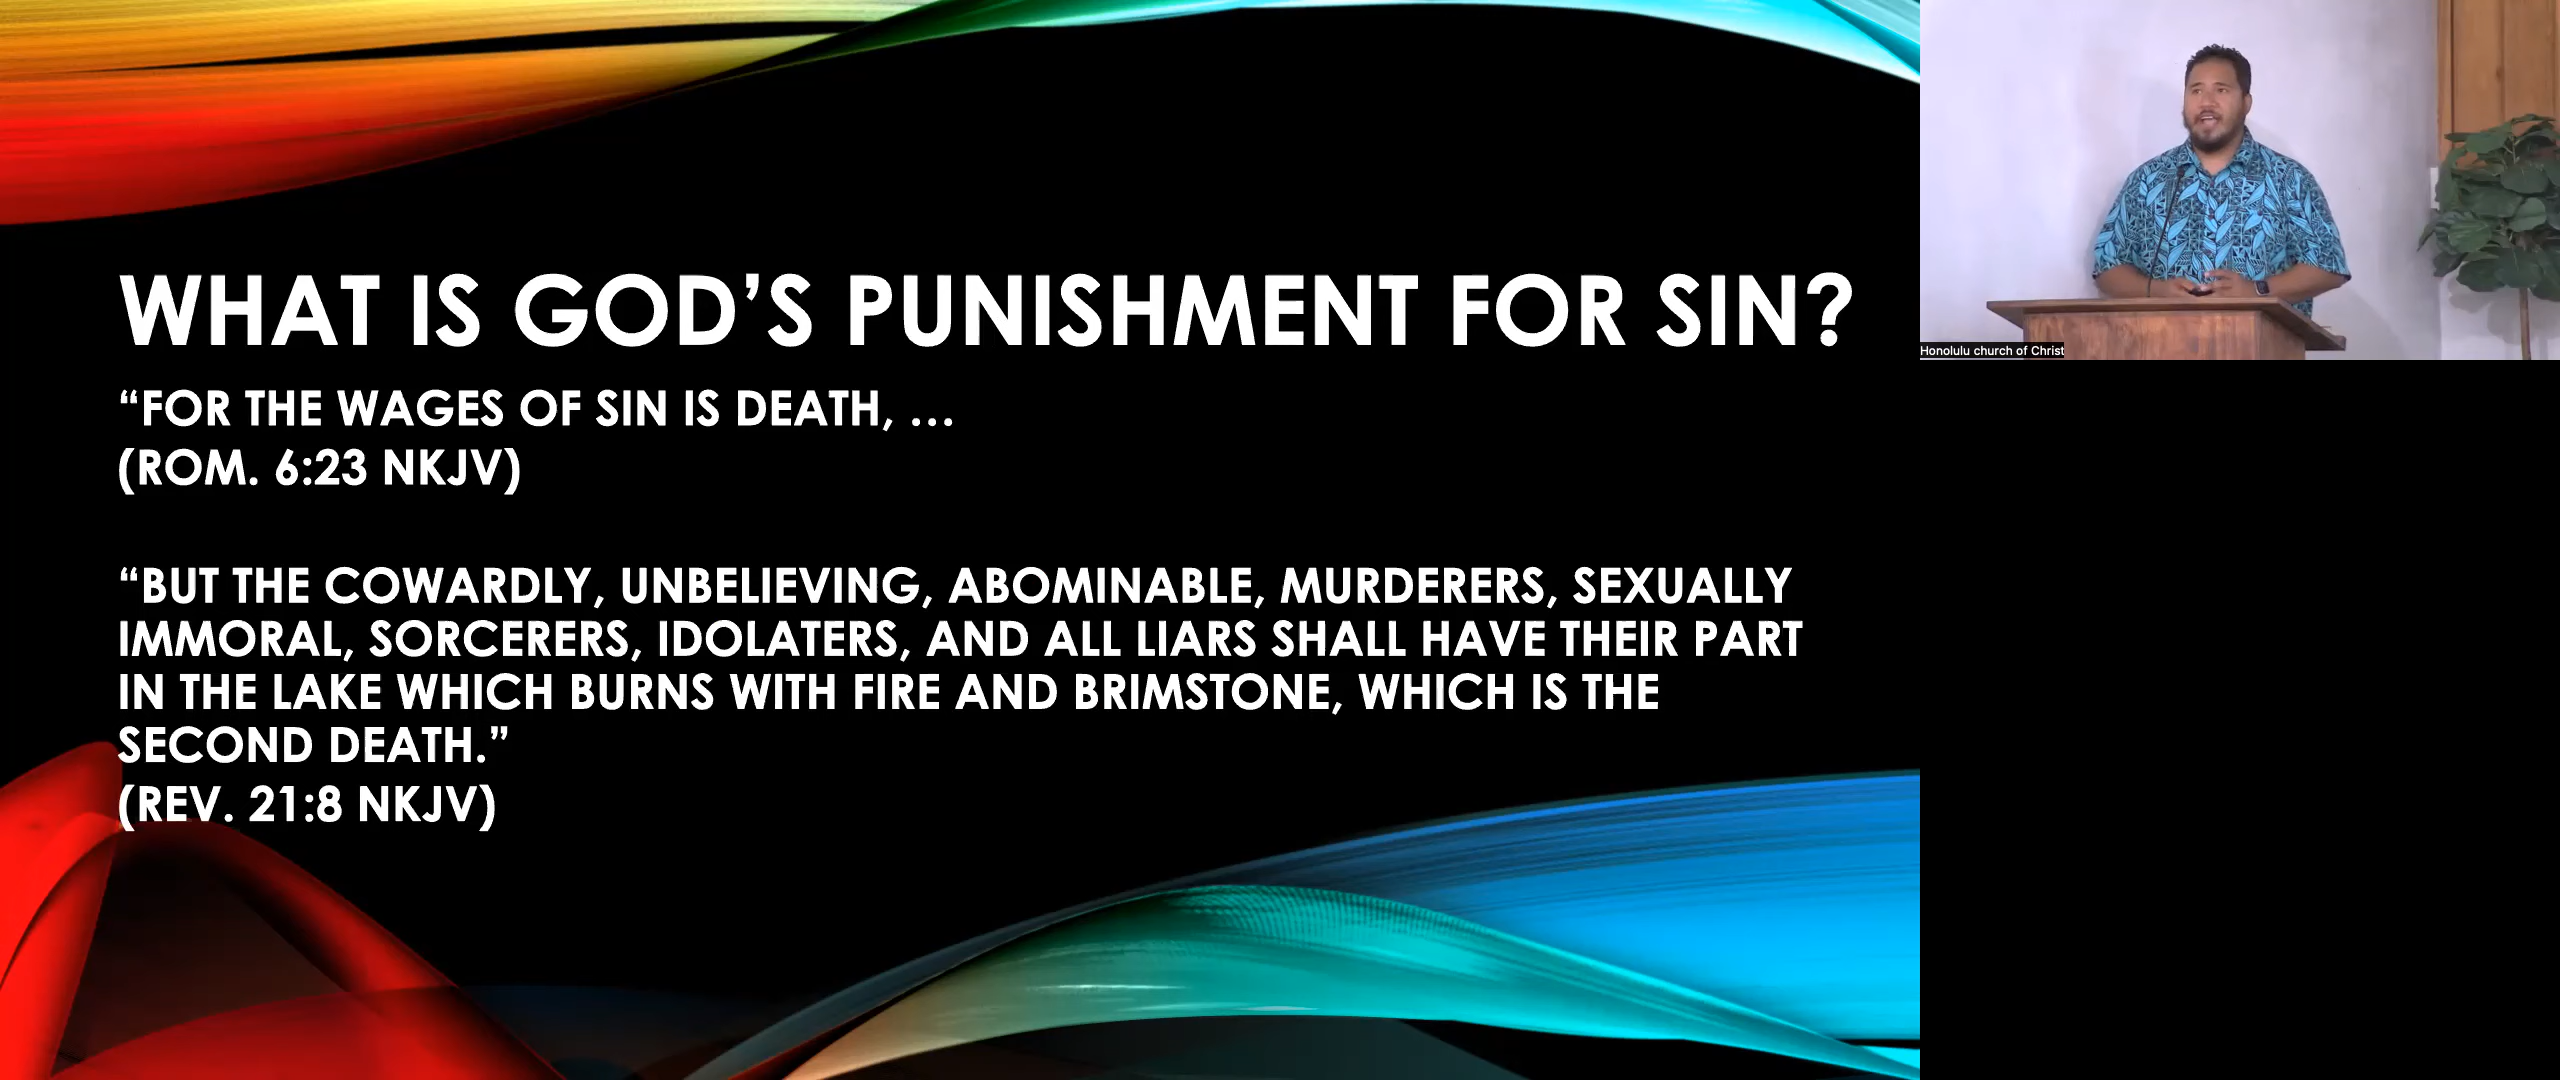 WHAT IS GOD’S PUNISHMENT FOR SIN?
“FOR THE WAGES OF SIN IS DEATH, …
(ROM. 6:23 NKJV)
“BUT THE COWARDLY, UNBELIEVING, ABOMINABLE, MURDERERS, SEXUALLY
IMMORAL, SORCERERS, IDOLATERS, AND ALL LIARS SHALL HAVE THEIR PART
IN THE LAKE WHICH BURNS WITH FIRE AND BRIMSTONE, WHICH IS THE
SECOND DEATH.”
(REV. 21:8 NKJV)
Honolulu church of Christ